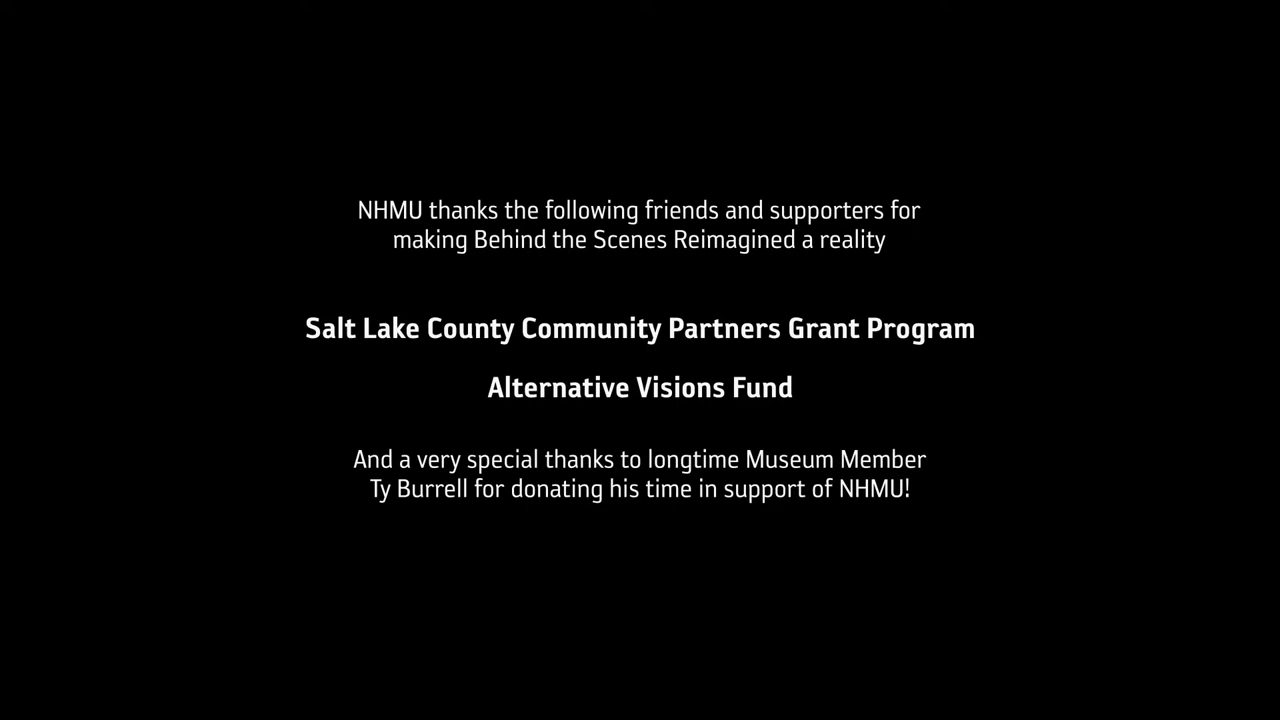 NHMU thanks the following friends and supporters for
making Behind the Scenes Reimagined a reality
Salt Lake County Community Partners Grant Program
Alternative Visions Fund
And a very special thanks to longtime Museum Member
Ty Burrell for donating his time in support of NHMU!